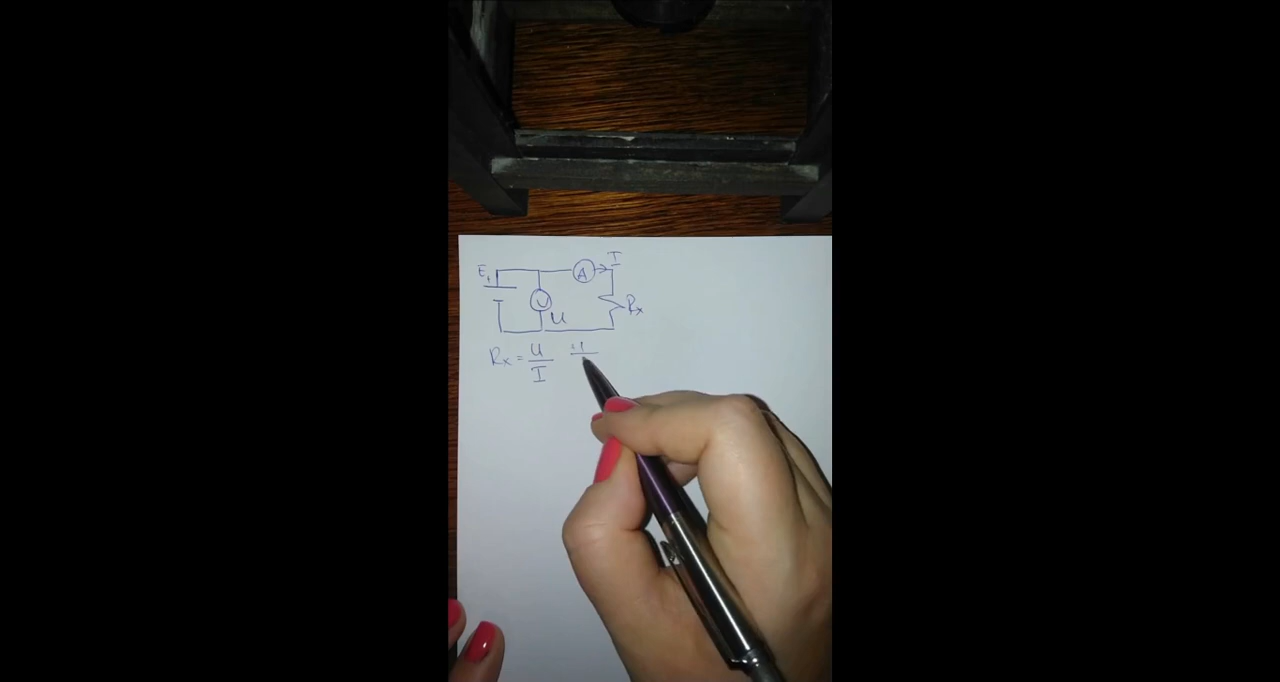 E₁ A I
V Rx
U
Rx = U/I